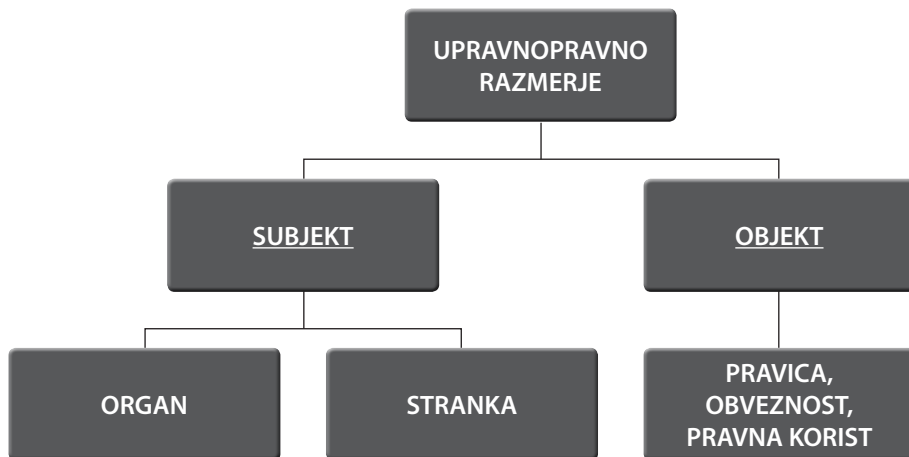 UPRAVNOPRAVNO
RAZMERJE
SUBJEKT
OBJEKT
ORGAN
STRANKA
PRAVICA,
OBVEZNOST,
PRAVNA KORIST